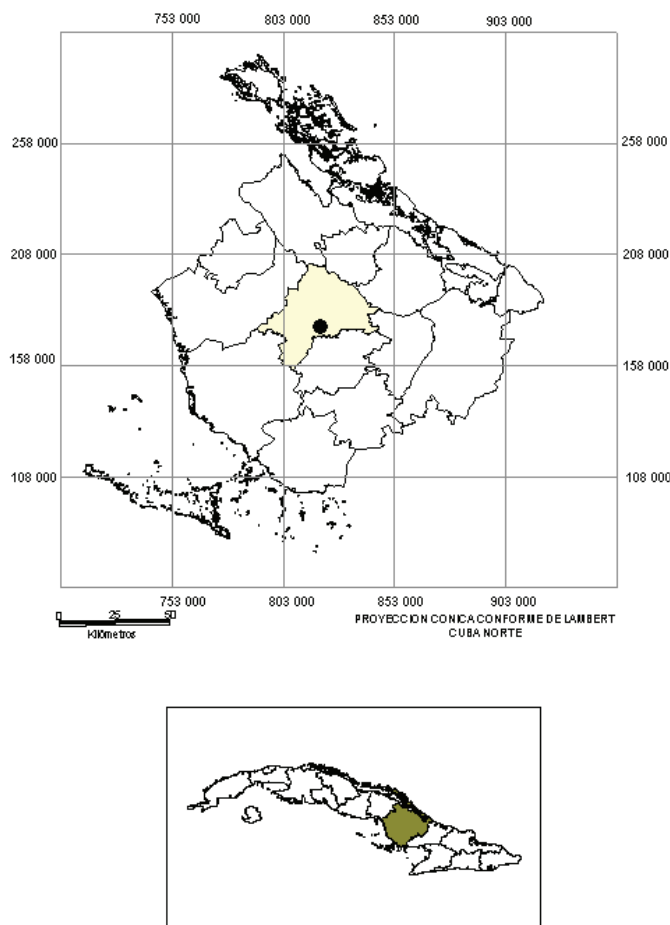 753 000 803 000 853 000 903 000
258 000 258 000
208 000 208 000
158 000 158 000
108 000 108 000
753 000 803 000 853 000 903 000
0 25 50
Kilómetros
PROYECCION CONICA CONFORME DE LAMBERT
CUBA NORTE